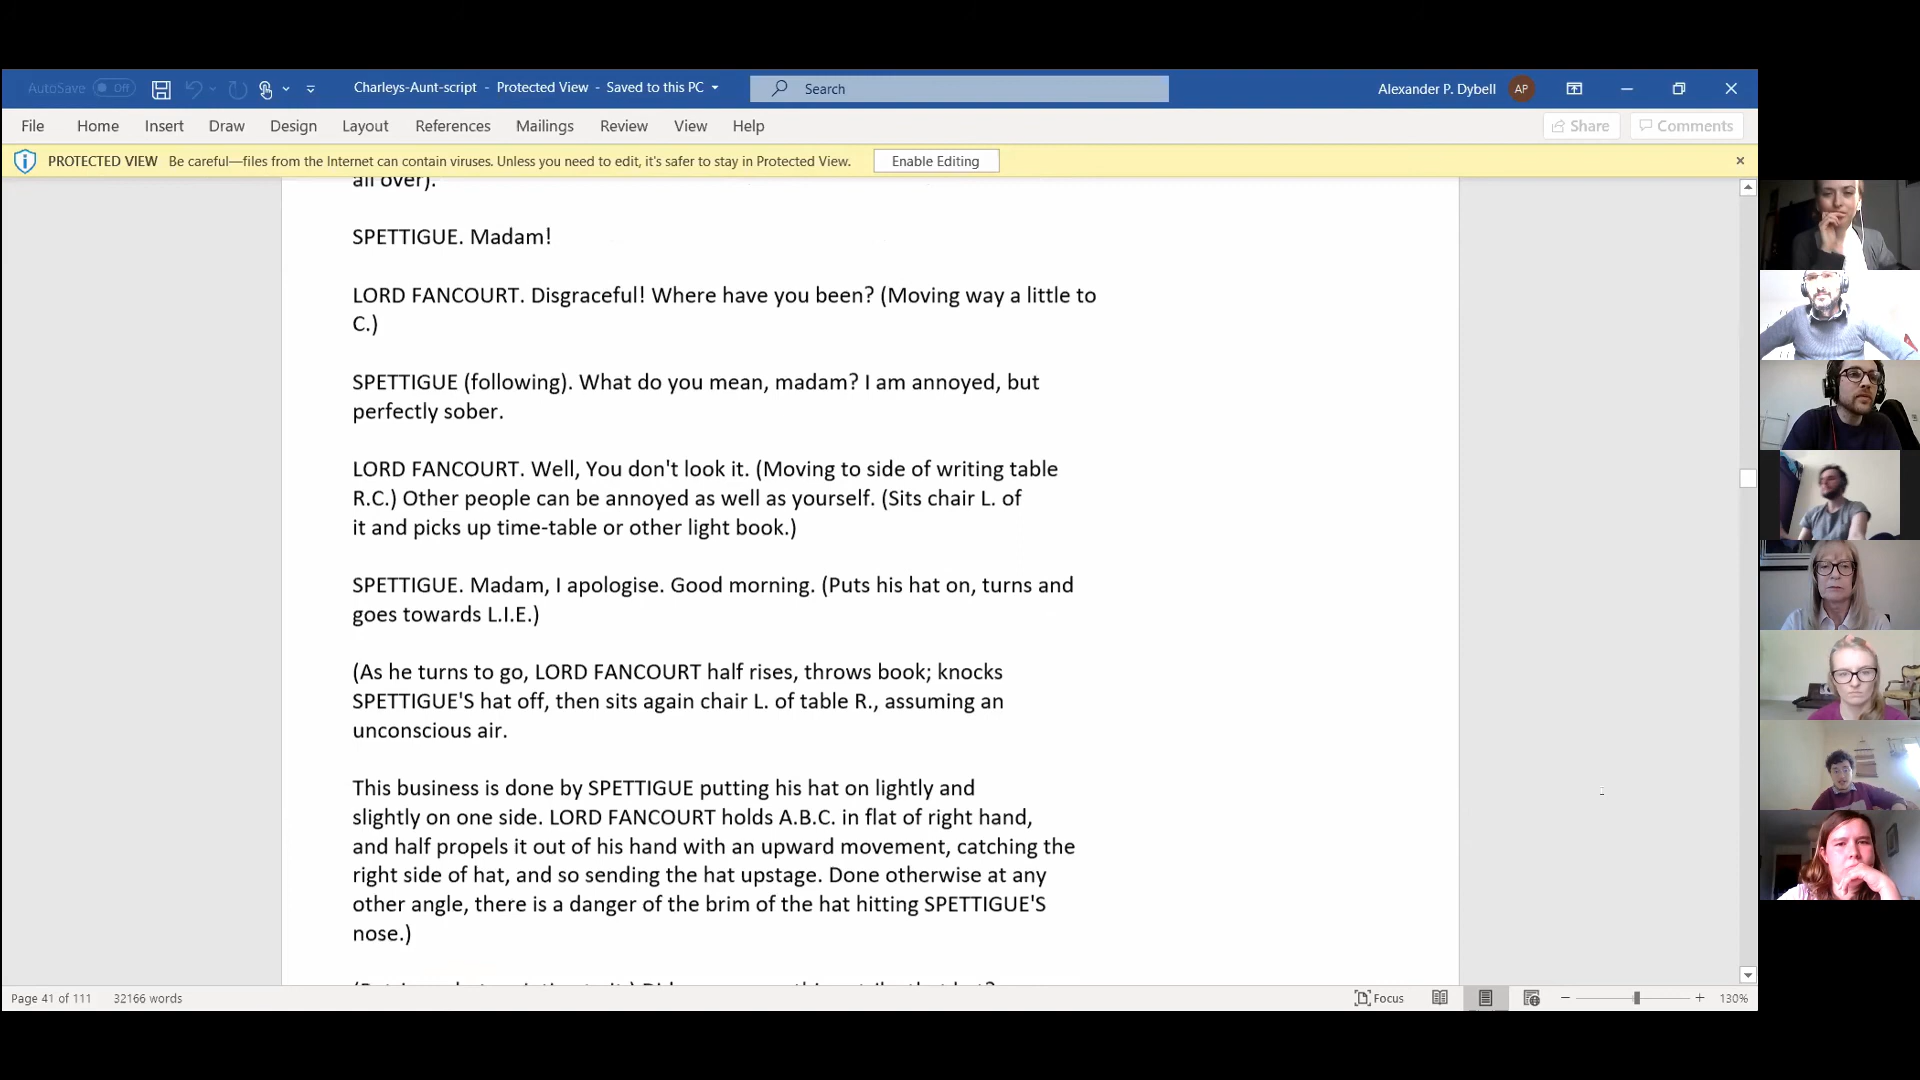 AutoSave Off
Charleys-Aunt-script - Protected View - Saved to this PC
Search
Alexander P. Dybell AP
File Home Insert Draw Design Layout References Mailings Review View Help
Share Comments
PROTECTED VIEW Be careful—files from the Internet can contain viruses. Unless you need to edit, it's safer to stay in Protected View. Enable Editing
all over).
SPETTIGUE. Madam!
LORD FANCOURT. Disgraceful! Where have you been? (Moving way a little to
C.)
SPETTIGUE (following). What do you mean, madam? I am annoyed, but
perfectly sober.
LORD FANCOURT. Well, You don't look it. (Moving to side of writing table
R.C.) Other people can be annoyed as well as yourself. (Sits chair L. of
it and picks up time-table or other light book.)
SPETTIGUE. Madam, I apologise. Good morning. (Puts his hat on, turns and
goes towards L.I.E.)
(As he turns to go, LORD FANCOURT half rises, throws book; knocks
SPETTIGUE'S hat off, then sits again chair L. of table R., assuming an
unconscious air.
This business is done by SPETTIGUE putting his hat on lightly and
slightly on one side. LORD FANCOURT holds A.B.C. in flat of right hand,
and half propels it out of his hand with an upward movement, catching the
right side of hat, and so sending the hat upstage. Done otherwise at any
other angle, there is a danger of the brim of the hat hitting SPETTIGUE'S
nose.)
Page 41 of 111 32166 words
Focus
130%